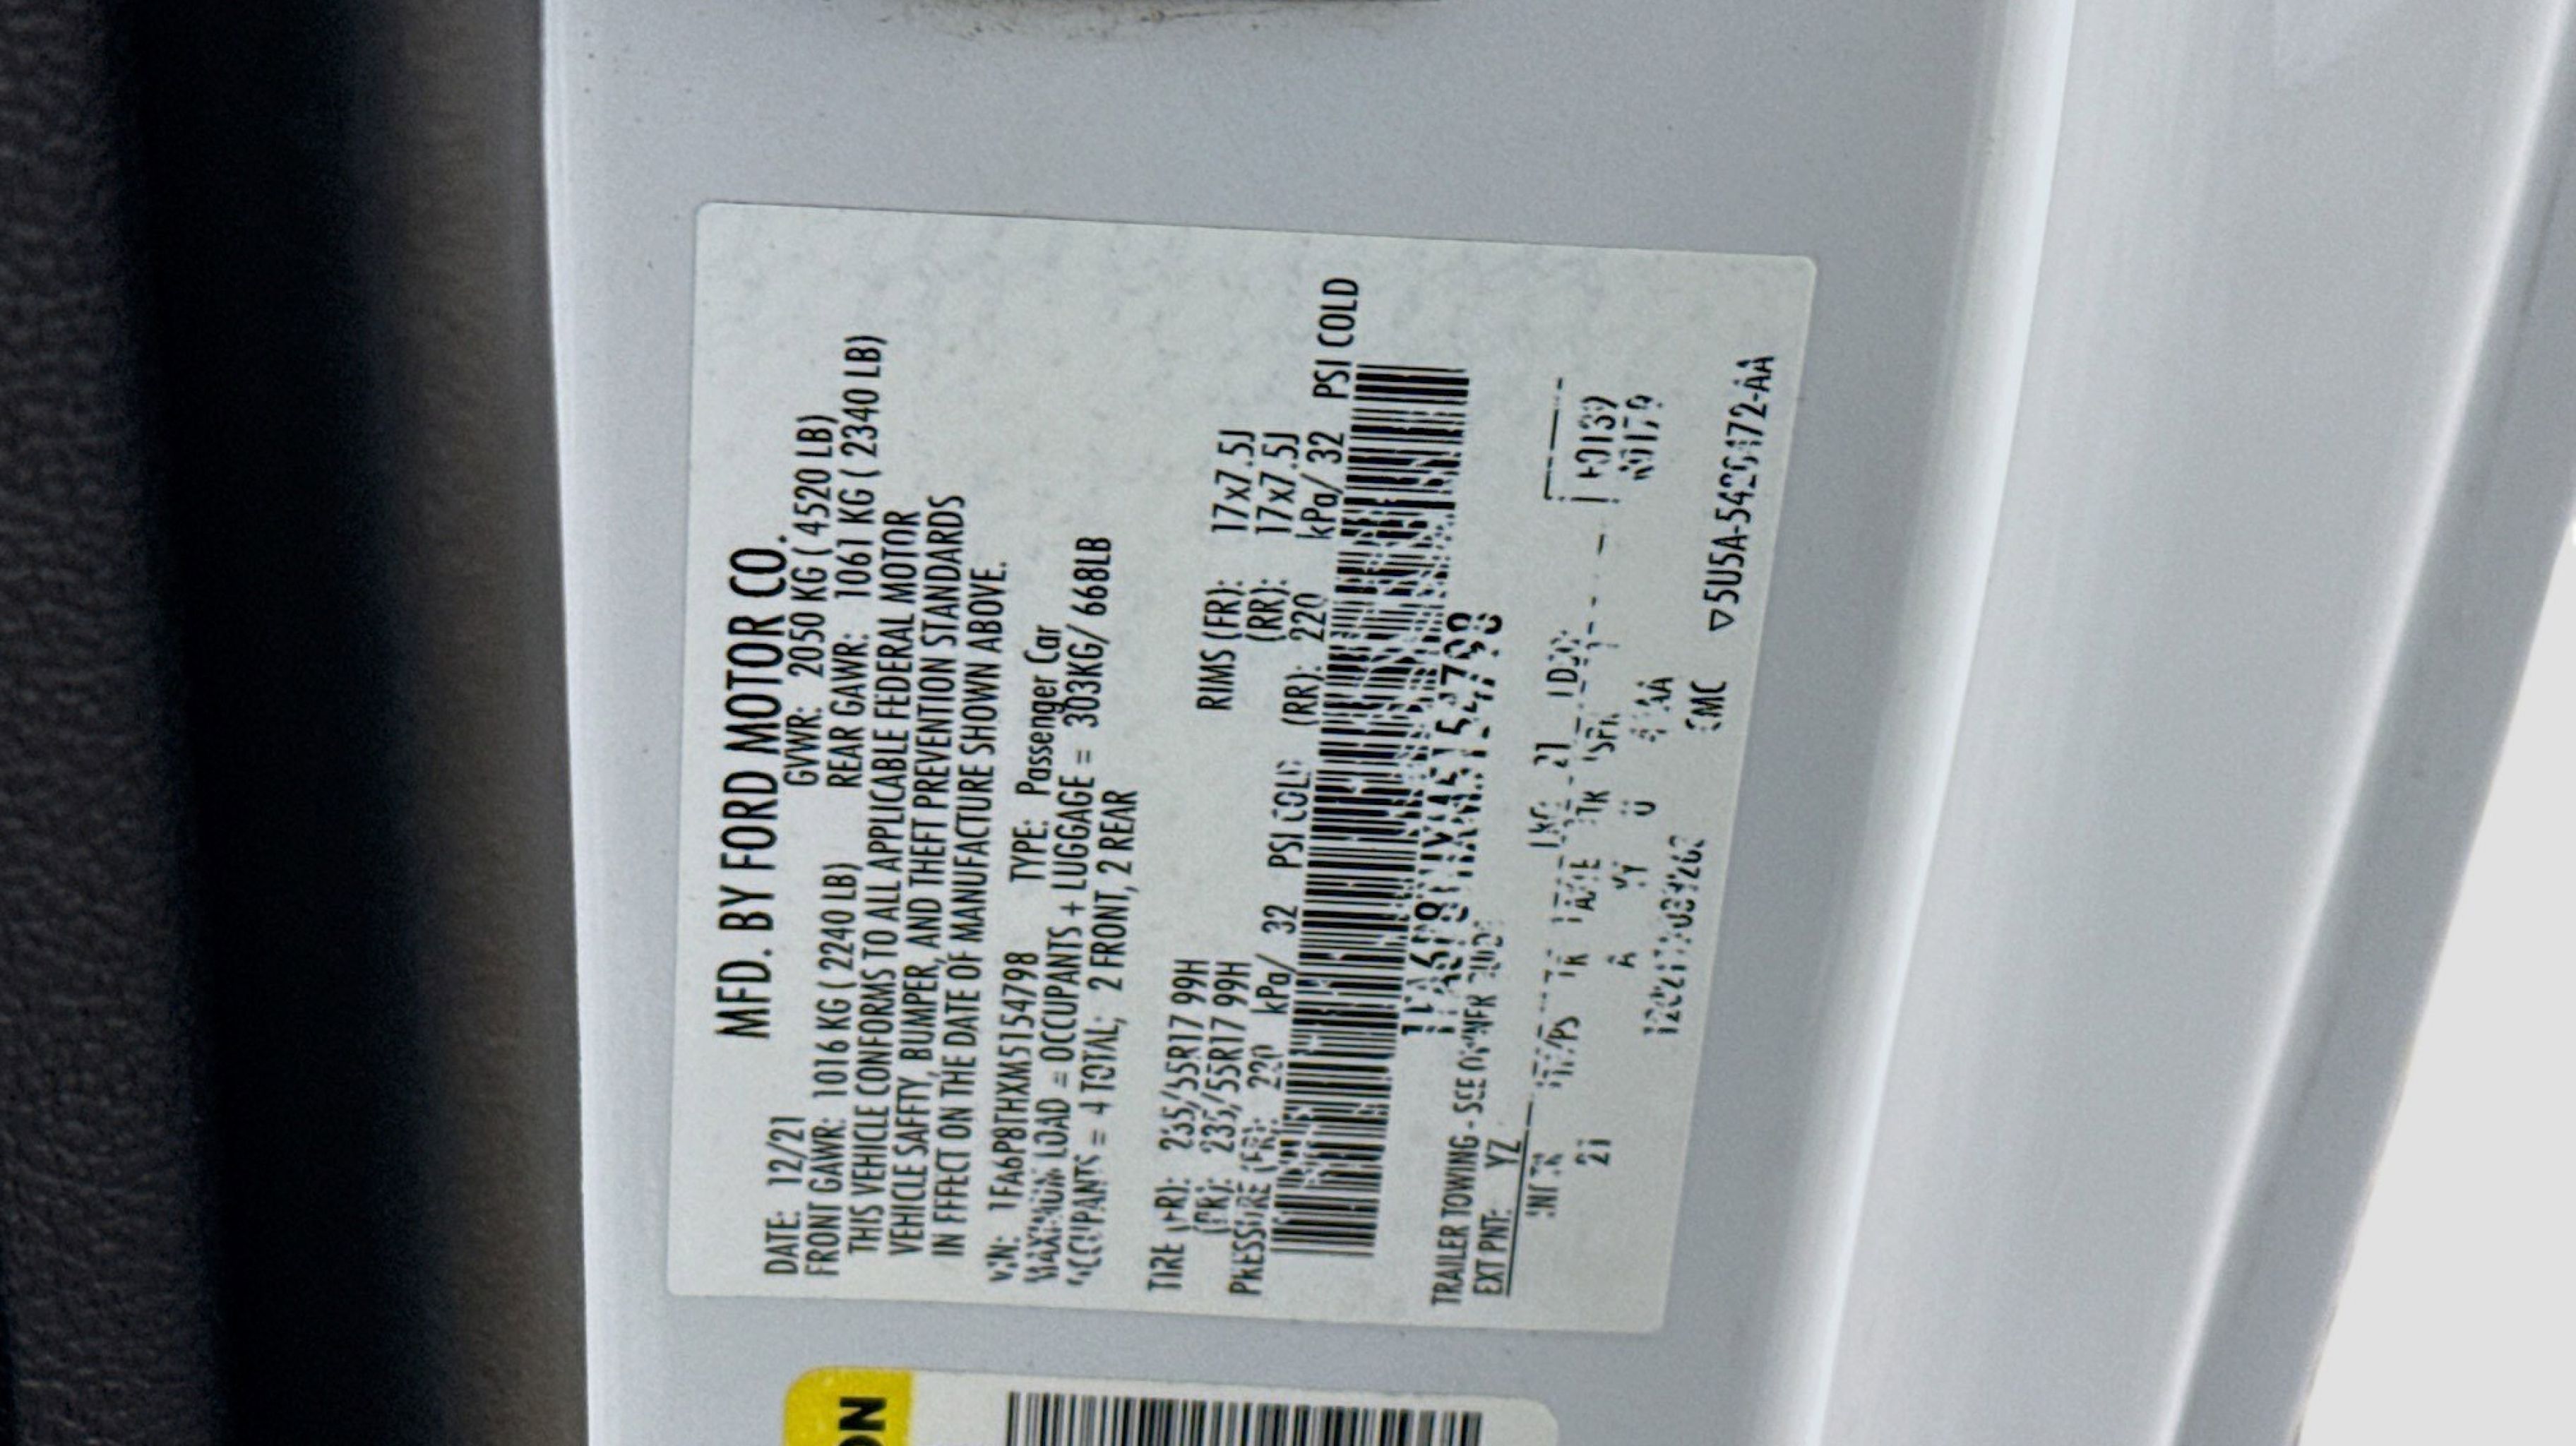 MFD. BY FORD MOTOR CO.
DATE: 12/21 GVWR: 2050 KG ( 4520 LB)
FRONT GAWR: 1016 KG ( 2240 LB) REAR GAWR: 1061 KG ( 2340 LB)
THIS VEHICLE CONFORMS TO ALL APPLICABLE FEDERAL MOTOR
VEHICLE SAFETY, BUMPER, AND THEFT PREVENTION STANDARDS
IN EFFECT ON THE DATE OF MANUFACTURE SHOWN ABOVE.
VIN: 1FA6P8THXM5154798 TYPE: Passenger Car
MAXIMUM LOAD = OCCUPANTS + LUGGAGE = 303KG/ 668LB
OCCUPANTS = 4 TOTAL; 2 FRONT, 2 REAR
TIRE (FR): 235/55R17 99H RIMS (FR): 17x7.5J
(RR): 235/55R17 99H (RR): 17x7.5J
PRESSURE (FR): 220 kPa/ 32 PSI COLD (RR): 220 kPa/ 32 PSI COLD
1FA6P8THXM5154798
TRAILER TOWING - SEE OWNER GUIDE
EXT PNT: YZ
21
CMC
ON